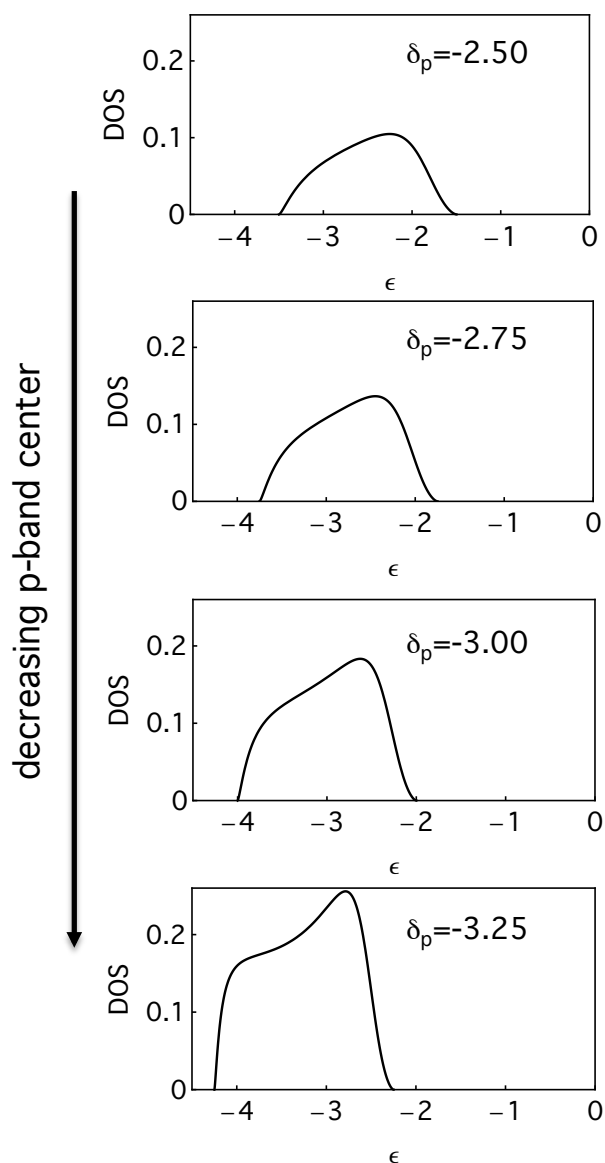 decreasing p-band center
δp=-2.50
DOS
0.2
0.1
0
−4 −3 −2 −1 0
ϵ
δp=-2.75
DOS
0.2
0.1
0
−4 −3 −2 −1 0
ϵ
δp=-3.00
DOS
0.2
0.1
0
−4 −3 −2 −1 0
ϵ
δp=-3.25
DOS
0.2
0.1
0
−4 −3 −2 −1 0
ϵ